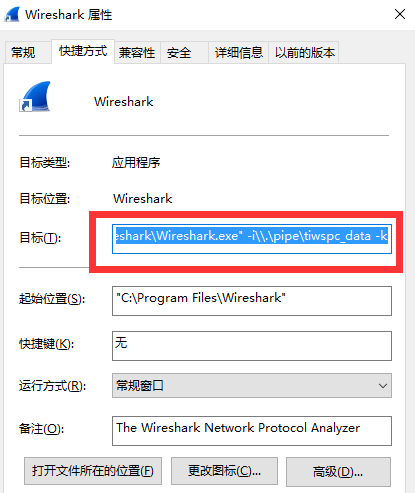 Wireshark 属性
常规 快捷方式 兼容性 安全 详细信息 以前的版本
Wireshark
目标类型: 应用程序
目标位置: Wireshark
目标(T): eshark\Wireshark.exe" -i\\.\pipe\tiwspc_data -k
起始位置(S): "C:\Program Files\Wireshark"
快捷键(K): 无
运行方式(R): 常规窗口
备注(O): The Wireshark Network Protocol Analyzer
打开文件所在的位置(F) 更改图标(C)... 高级(D)...